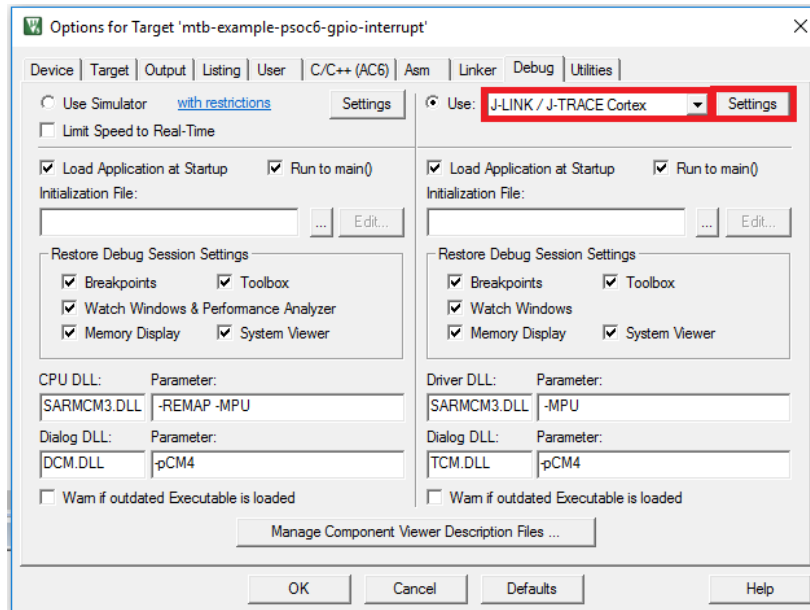 Options for Target 'mtb-example-psoc6-gpio-interrupt'
Device Target Output Listing User C/C++ (AC6) Asm Linker Debug Utilities
Use Simulator with restrictions Settings
Limit Speed to Real-Time
Use: J-LINK / J-TRACE Cortex Settings
Load Application at Startup Run to main()
Initialization File:
... Edit...
Load Application at Startup Run to main()
Initialization File:
... Edit...
Restore Debug Session Settings
Breakpoints Toolbox
Watch Windows & Performance Analyzer
Memory Display System Viewer
Restore Debug Session Settings
Breakpoints Toolbox
Watch Windows
Memory Display System Viewer
CPU DLL: Parameter:
SARMCM3.DLL -REMAP -MPU
Dialog DLL: Parameter:
DCM.DLL -pCM4
Warn if outdated Executable is loaded
Driver DLL: Parameter:
SARMCM3.DLL -MPU
Dialog DLL: Parameter:
TCM.DLL -pCM4
Warn if outdated Executable is loaded
Manage Component Viewer Description Files ...
OK Cancel Defaults Help